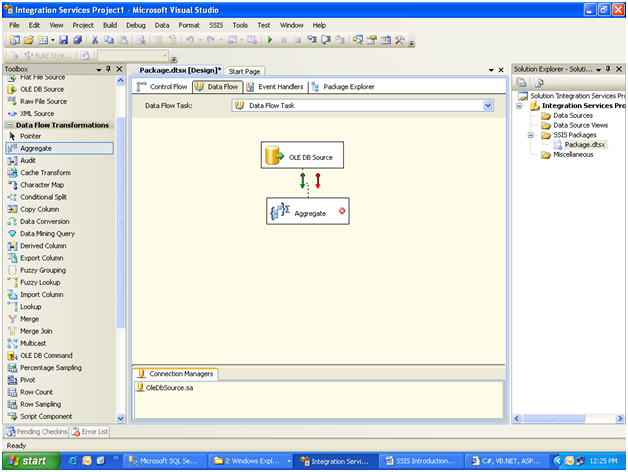 Integration Services Project1 - Microsoft Visual Studio
File Edit View Project Build Debug Data Format SSIS Tools Test Window Help
Build Style...
Toolbox
Package.dtsx [Design]* Start Page
Solution Explorer - Soluti...
Flat File Source
OLE DB Source
Raw File Source
XML Source
Data Flow Transformations
Pointer
Aggregate
Audit
Cache Transform
Character Map
Conditional Split
Copy Column
Data Conversion
Data Mining Query
Derived Column
Export Column
Fuzzy Grouping
Fuzzy Lookup
Import Column
Lookup
Merge
Merge Join
Multicast
OLE DB Command
Percentage Sampling
Pivot
Row Count
Row Sampling
Script Component
Control Flow Data Flow Event Handlers Package Explorer
Data Flow Task: Data Flow Task
OLE DB Source
Aggregate
Connection Managers
OleDbSource.sa
Solution 'Integration Services Pr
Integration Services Pro
Data Sources
Data Source Views
SSIS Packages
Package.dtsx
Miscellaneous
Pending Checkins Error List
Ready
start
Microsoft SQL Se...
2 Windows Expl...
Integration Servi...
SSIS Introduction...
C#, VB.NET, ASP...
12:25 PM